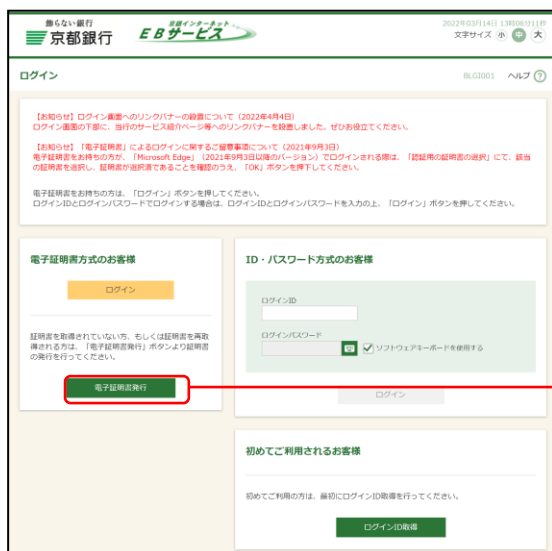 飾らない銀行
京都銀行
京銀インターネット
EBサービス
2022年03月14日 13時06分11秒
文字サイズ 小 中 大
ログイン
BLGI001 ヘルプ ?
【お知らせ】ログイン画面へのリンクバナーの設置について（2022年4月4日）
ログイン画面の下部に、当行のサービス紹介ページ等へのリンクバナーを設置しました。ぜひお役立てください。
【お知らせ】「電子証明書」によるログインに関するご留意事項について（2021年9月3日）
電子証明書をお持ちの方が、「Microsoft Edge」（2021年9月3日以降のバージョン）でログインされる際は、「認証用の証明書の選択」にて、該当
の証明書を選択し、証明書が選択済であることを確認のうえ、「OK」ボタンを押下してください。
電子証明書をお持ちの方は、「ログイン」ボタンを押してください。
ログインIDとログインパスワードでログインする場合は、ログインIDとログインパスワードを入力の上、「ログイン」ボタンを押してください。
電子証明書方式のお客様
ログイン
証明書を取得されていない方、もしくは証明書を再取
得される方は、「電子証明書発行」ボタンより証明書
の発行を行ってください。
電子証明書発行
ID・パスワード方式のお客様
ログインID
ログインパスワード
ソフトウェアキーボードを使用する
ログイン
初めてご利用されるお客様
初めてご利用の方は、最初にログインID取得を行ってください。
ログインID取得